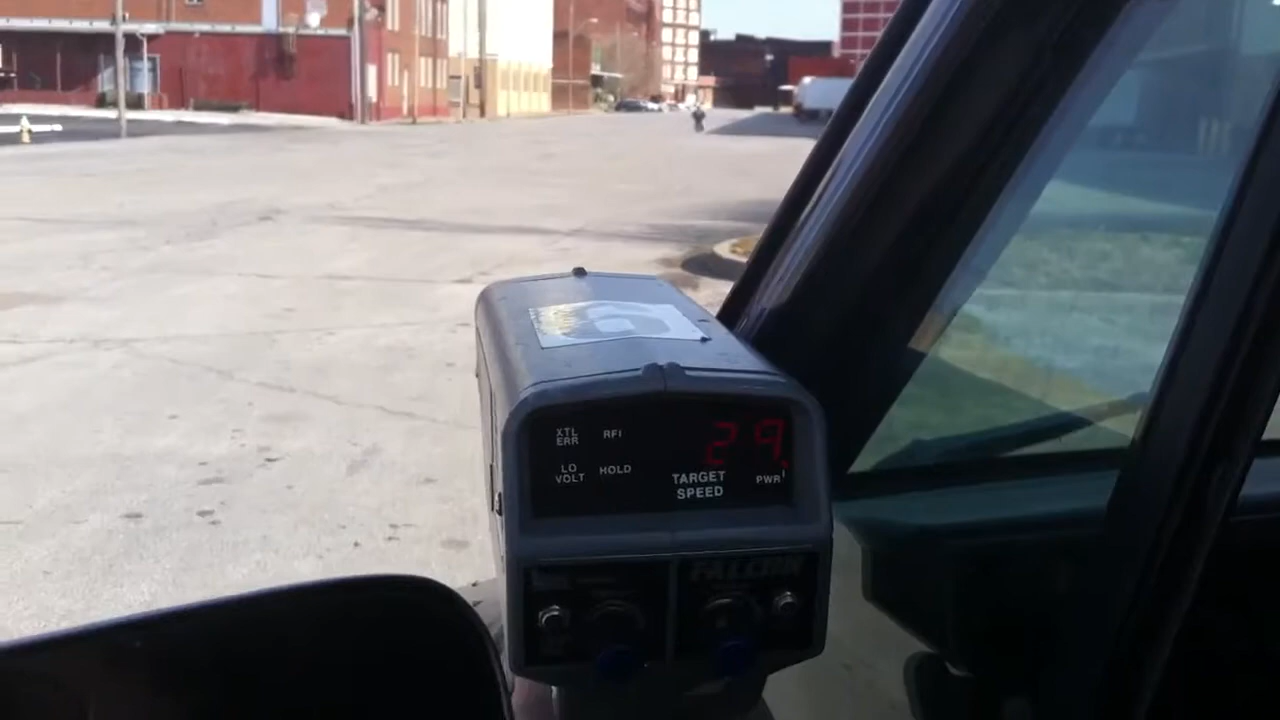 XTL
ERR
RFI
29.
LO
VOLT
HOLD
TARGET
SPEED
PWR
FALCON